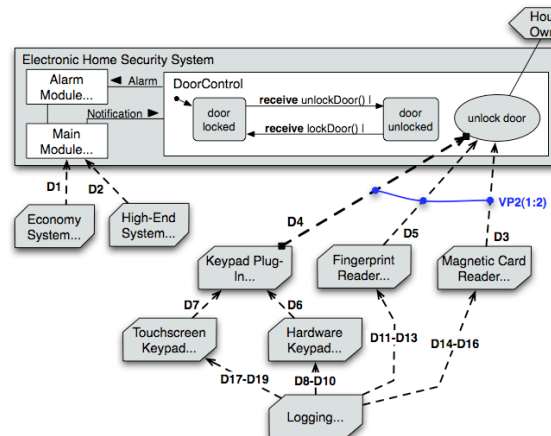 Hou
Own
Electronic Home Security System
Alarm
Module...
Alarm
DoorControl
Notification
Main
Module...
door
locked
receive unlockDoor() |
receive lockDoor() |
door
unlocked
unlock door
D1
D2
D4
D5
D3
VP2(1:2)
Economy
System...
High-End
System...
Keypad Plug-
In...
Fingerprint
Reader...
Magnetic Card
Reader...
D7
D6
Touchscreen
Keypad...
Hardware
Keypad...
D11-D13
D14-D16
D17-D19
D8-D10
Logging...